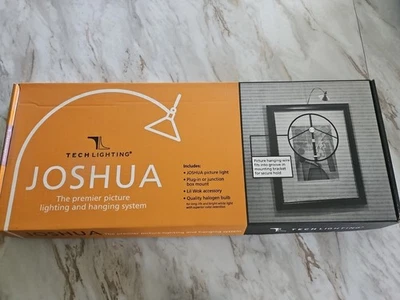 TECH LIGHTING®
JOSHUA
The premier picture
lighting and hanging system
Includes:
• JOSHUA picture light
• Plug-in or junction
box mount
• Lil Wok accessory
• Quality halogen bulb
Picture hanging wire
fits into groove in
mounting bracket
for secure hold
TECH LIGHTING